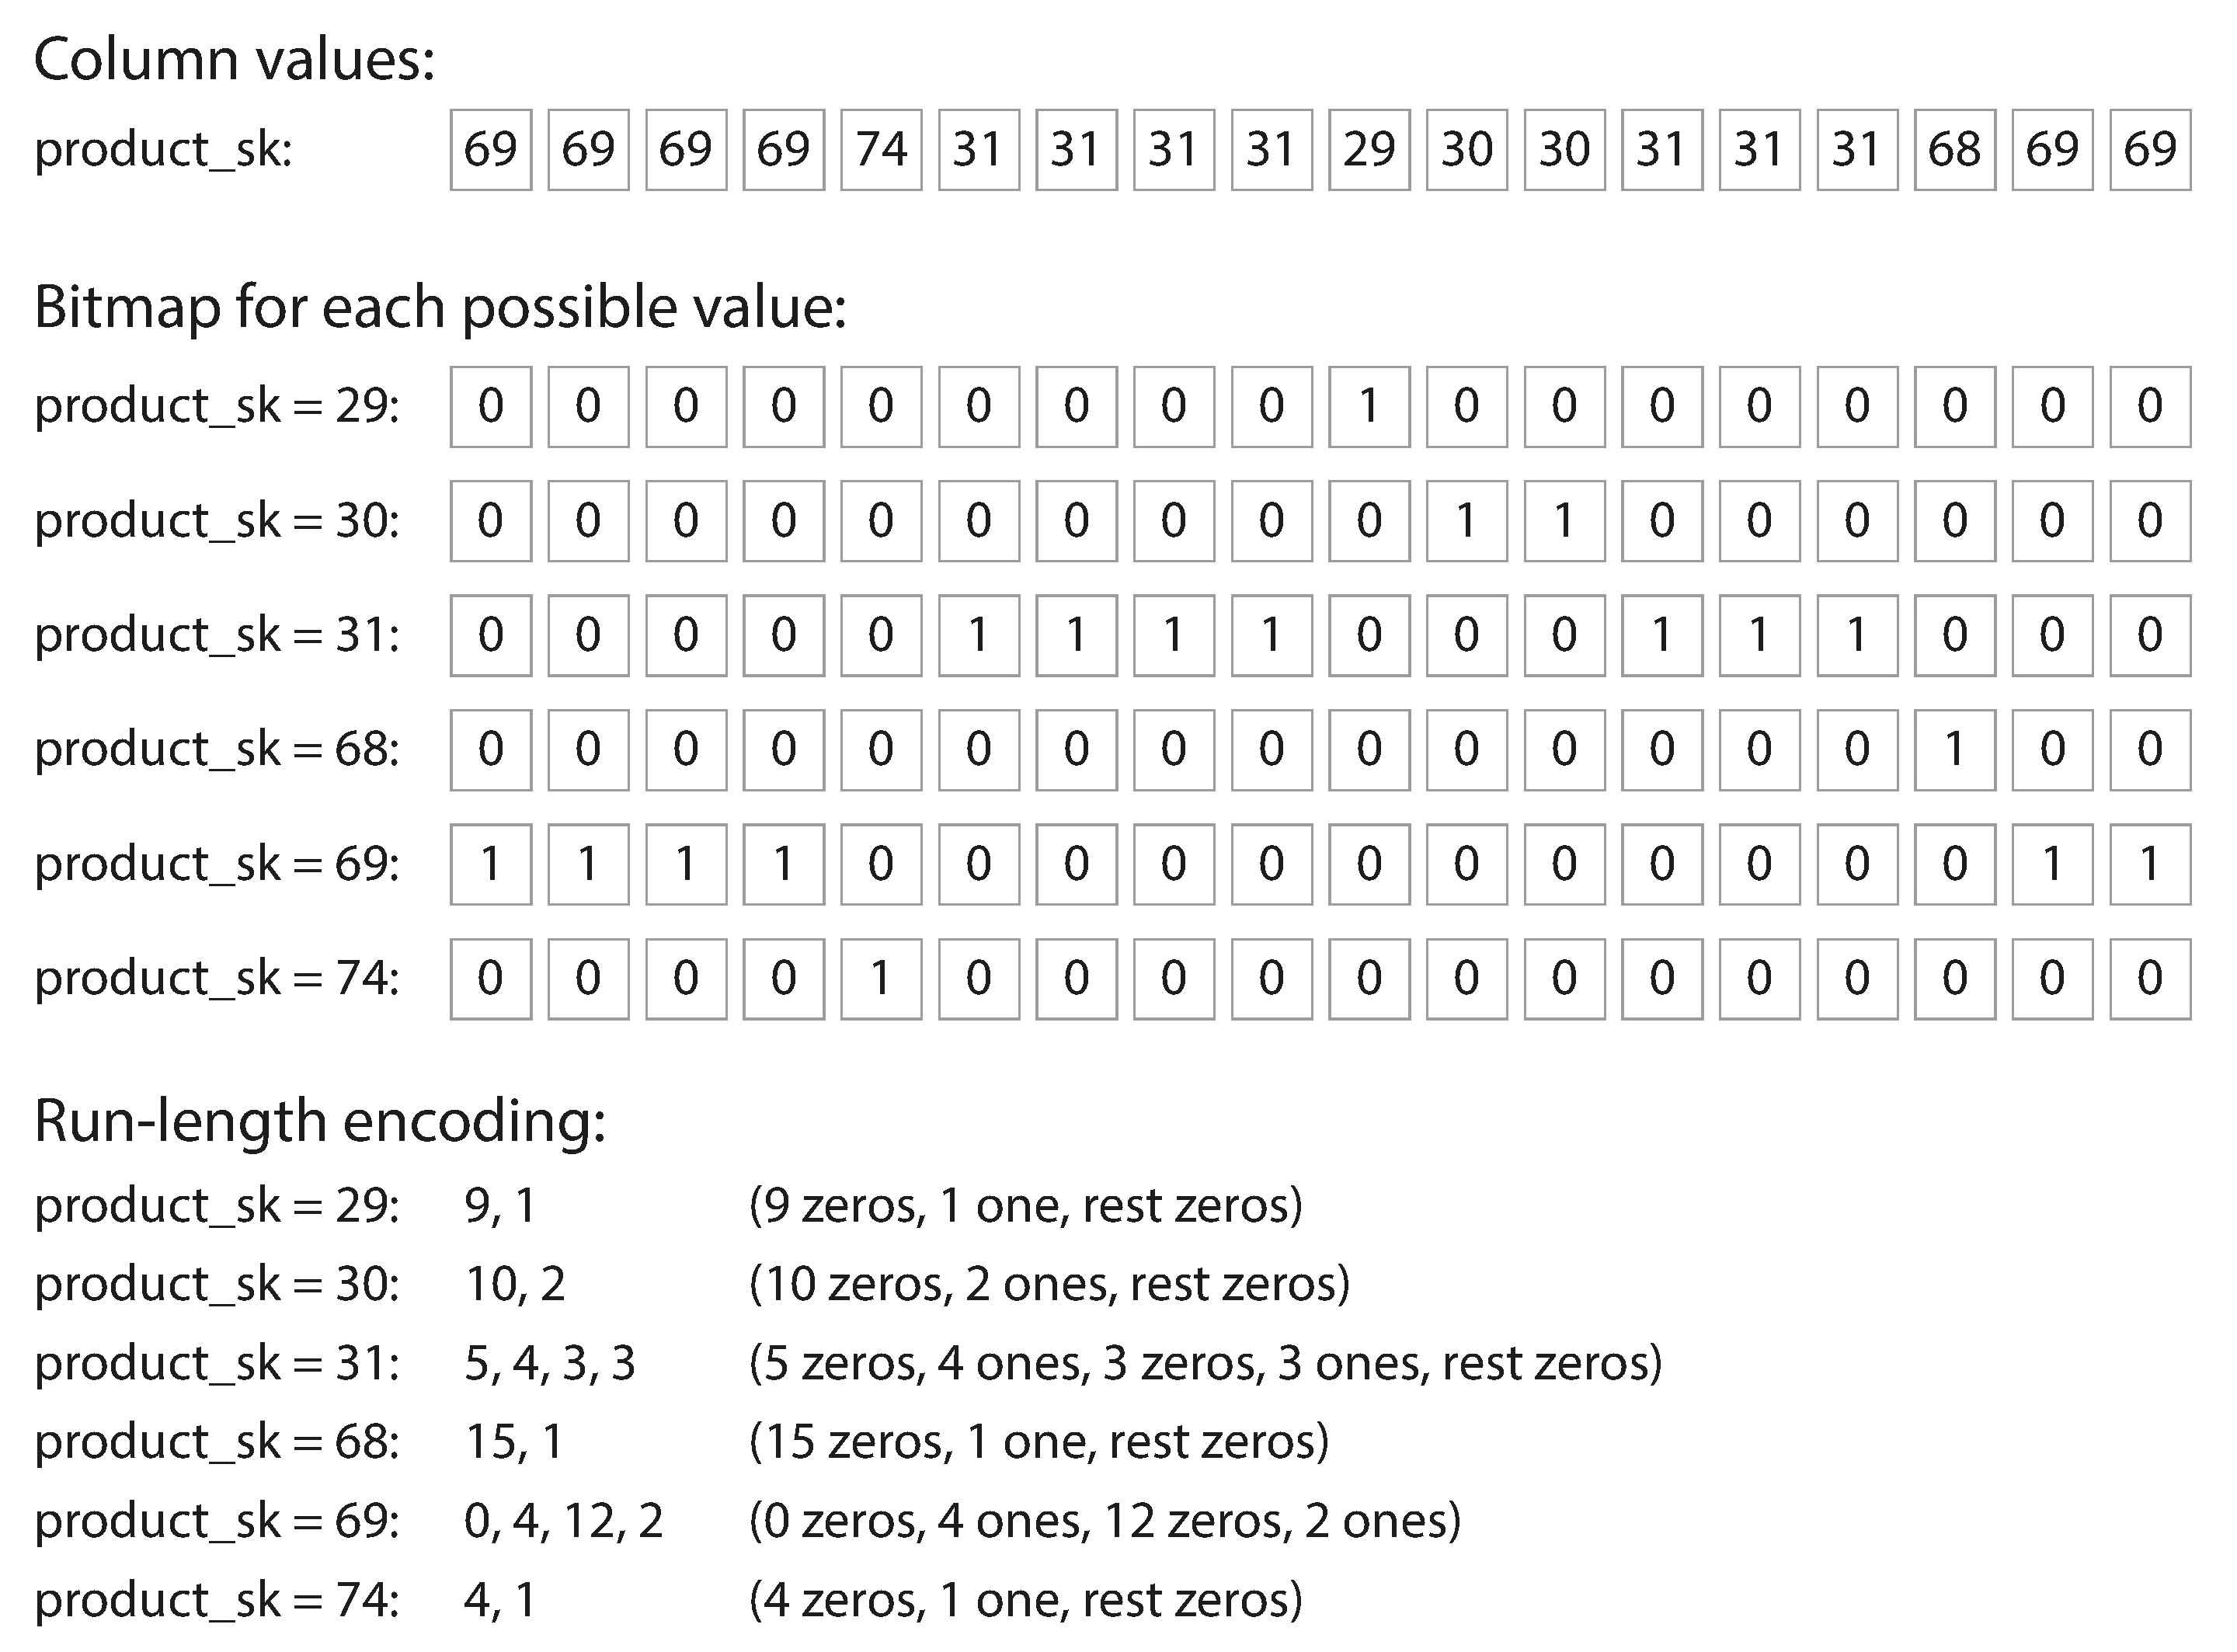 Column values:
product_sk: 69 69 69 69 74 31 31 31 31 29 30 30 31 31 31 68 69 69
Bitmap for each possible value:
product_sk = 29: 0 0 0 0 0 0 0 0 0 1 0 0 0 0 0 0 0 0
product_sk = 30: 0 0 0 0 0 0 0 0 0 0 1 1 0 0 0 0 0 0
product_sk = 31: 0 0 0 0 0 1 1 1 1 0 0 0 1 1 1 0 0 0
product_sk = 68: 0 0 0 0 0 0 0 0 0 0 0 0 0 0 0 1 0 0
product_sk = 69: 1 1 1 1 0 0 0 0 0 0 0 0 0 0 0 0 1 1
product_sk = 74: 0 0 0 0 1 0 0 0 0 0 0 0 0 0 0 0 0 0
Run-length encoding:
product_sk = 29: 9, 1 (9 zeros, 1 one, rest zeros)
product_sk = 30: 10, 2 (10 zeros, 2 ones, rest zeros)
product_sk = 31: 5, 4, 3, 3 (5 zeros, 4 ones, 3 zeros, 3 ones, rest zeros)
product_sk = 68: 15, 1 (15 zeros, 1 one, rest zeros)
product_sk = 69: 0, 4, 12, 2 (0 zeros, 4 ones, 12 zeros, 2 ones)
product_sk = 74: 4, 1 (4 zeros, 1 one, rest zeros)